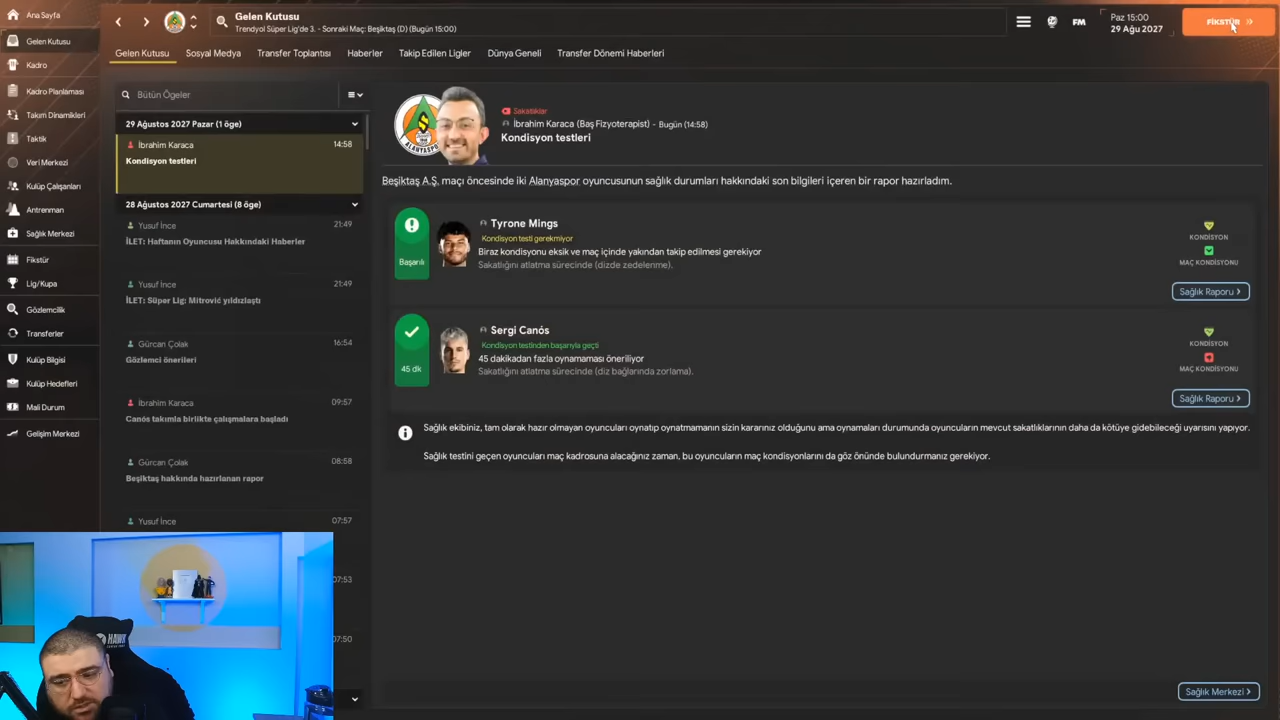 Ana Sayfa
Gelen Kutusu
Kadro
Kadro Planlaması
Takım Dinamikleri
Taktik
Veri Merkezi
Kulüp Çalışanları
Antrenman
Sağlık Merkezi
Fikstür
Lig/Kupa
Gözlemcilik
Transferler
Kulüp Bilgisi
Kulüp Hedefleri
Mali Durum
Gelişim Merkezi
Gelen Kutusu
Trendyol Süper Lig'de 3. - Sonraki Maç: Beşiktaş (D) (Bugün 15:00)
FM
Paz 15:00
29 Ağu 2027
FİKSTÜR
Gelen Kutusu
Sosyal Medya
Transfer Toplantısı
Haberler
Takip Edilen Ligler
Dünya Geneli
Transfer Dönemi Haberleri
Bütün Ögeler
29 Ağustos 2027 Pazar (1 öge)
İbrahim Karaca 14:58
Kondisyon testleri
28 Ağustos 2027 Cumartesi (8 öge)
Yusuf İnce 21:49
İLET: Haftanın Oyuncusu Hakkındaki Haberler
Yusuf İnce 21:49
İLET: Süper Lig: Mitrović yıldızlaştı
Gürcan Çolak 16:54
Gözlemci önerileri
İbrahim Karaca 09:57
Canós takımla birlikte çalışmalara başladı
Gürcan Çolak 08:58
Beşiktaş hakkında hazırlanan rapor
Yusuf İnce 07:57
07:53
07:50
Sakatlıklar
İbrahim Karaca (Baş Fizyoterapist) - Bugün (14:58)
Kondisyon testleri
Beşiktaş A.Ş. maçı öncesinde iki Alanyaspor oyuncusunun sağlık durumları hakkındaki son bilgileri içeren bir rapor hazırladım.
Başarılı
Tyrone Mings
Kondisyon testi gerekmiyor
Biraz kondisyonu eksik ve maç içinde yakından takip edilmesi gerekiyor
Sakatlığını atlatma sürecinde (dizde zedelenme).
KONDİSYON
MAÇ KONDİSYONU
Sağlık Raporu
45 dk
Sergi Canós
Kondisyon testinden başarıyla geçti
45 dakikadan fazla oynamaması öneriliyor
Sakatlığını atlatma sürecinde (diz bağlarında zorlama).
KONDİSYON
MAÇ KONDİSYONU
Sağlık Raporu
Sağlık ekibiniz, tam olarak hazır olmayan oyuncuları oynatıp oynatmamanın sizin kararınız olduğunu ama oynamaları durumunda oyuncuların mevcut sakatlıklarının daha da kötüye gidebileceği uyarısını yapıyor.
Sağlık testini geçen oyuncuları maç kadrosuna alacağınız zaman, bu oyuncuların maç kondisyonlarını da göz önünde bulundurmanız gerekiyor.
Sağlık Merkezi
HAWK